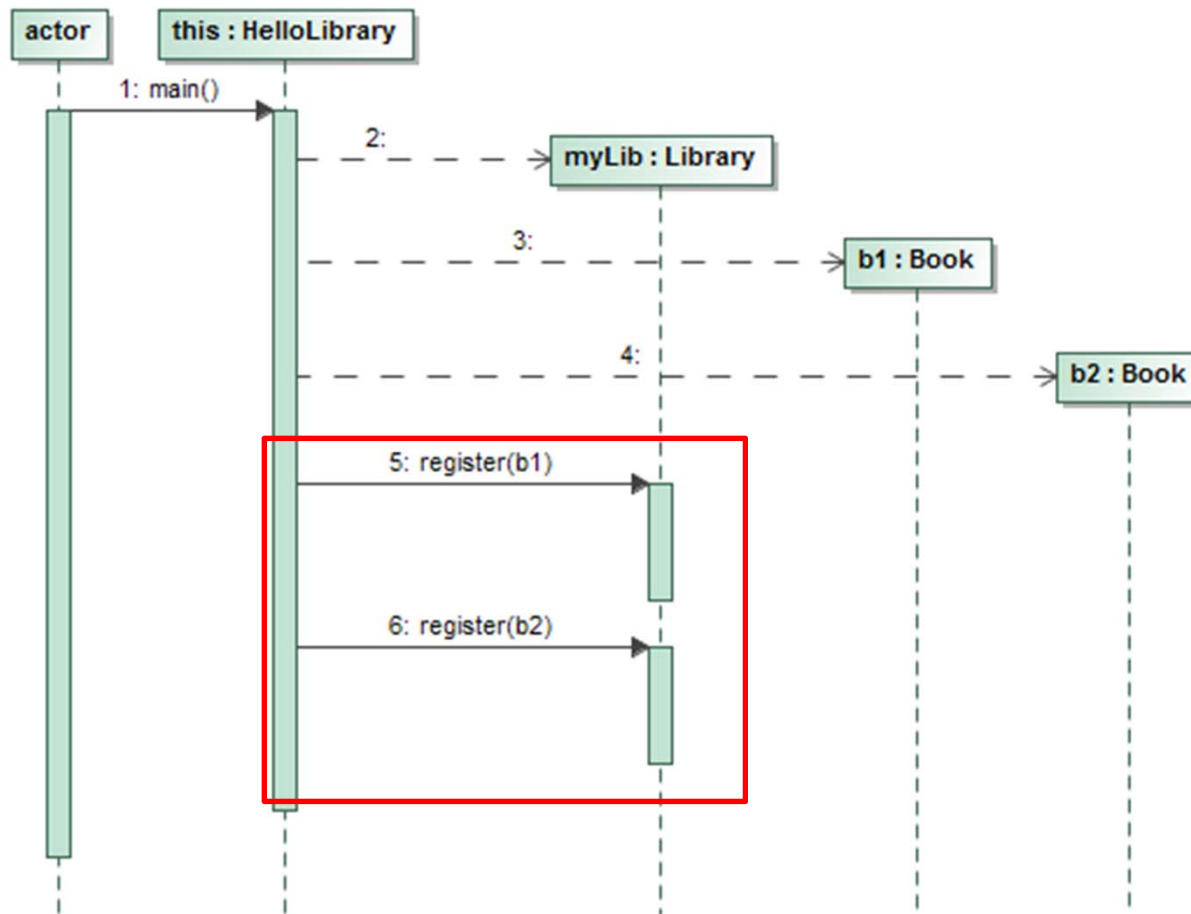 actor
this : HelloLibrary
1: main()
2:
myLib : Library
3:
b1 : Book
4:
b2 : Book
5: register(b1)
6: register(b2)